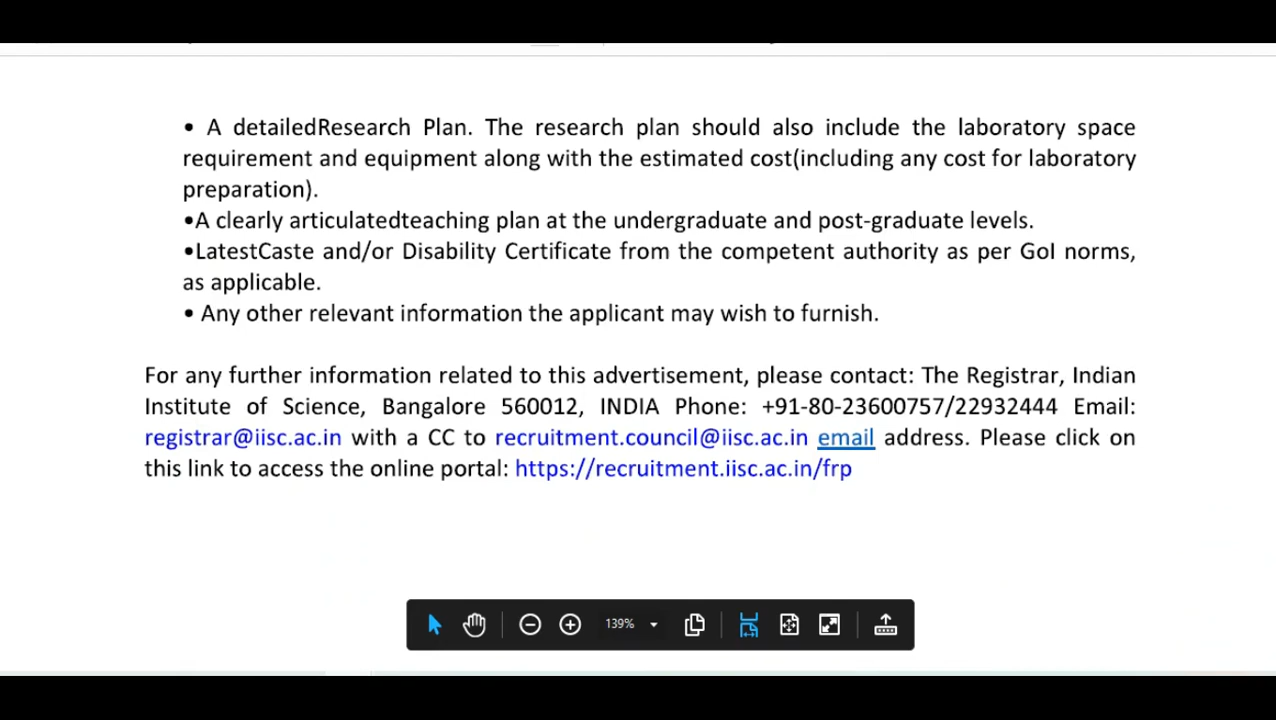 • A detailedResearch Plan. The research plan should also include the laboratory space
requirement and equipment along with the estimated cost(including any cost for laboratory
preparation).
•A clearly articulatedteaching plan at the undergraduate and post-graduate levels.
•LatestCaste and/or Disability Certificate from the competent authority as per GoI norms,
as applicable.
• Any other relevant information the applicant may wish to furnish.
For any further information related to this advertisement, please contact: The Registrar, Indian
Institute of Science, Bangalore 560012, INDIA Phone: +91-80-23600757/22932444 Email:
registrar@iisc.ac.in with a CC to recruitment.council@iisc.ac.in email address. Please click on
this link to access the online portal: https://recruitment.iisc.ac.in/frp
139%